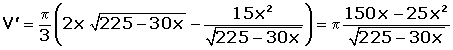 V′ = π/3 (2x √(225−30x) − 15x²/√(225−30x)) = π (150x−25x²)/√(225−30x)